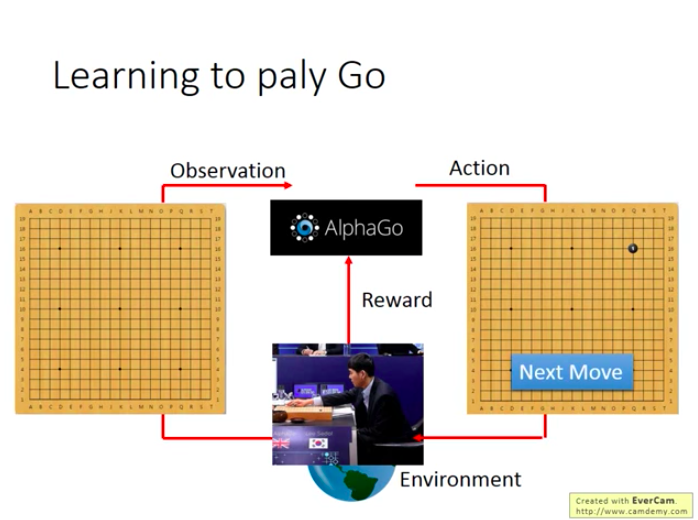 Learning to paly Go
Observation
Action
AlphaGo
Reward
Next Move
Environment
Created with EverCam.
http://www.camdemy.com